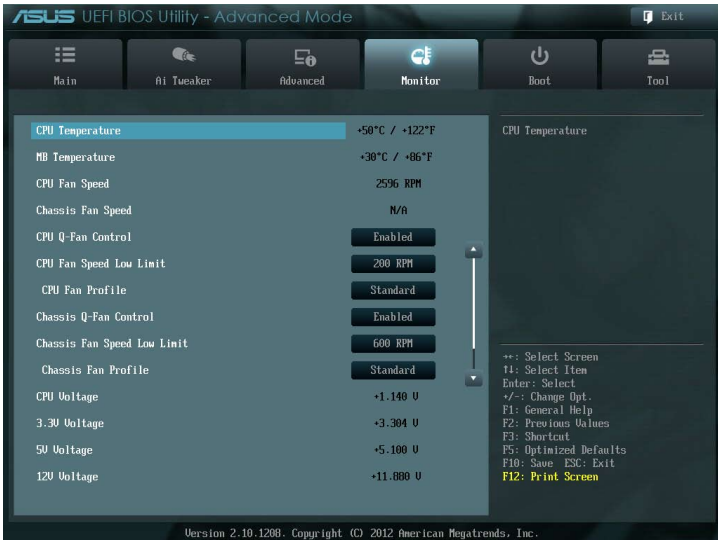 ASUS UEFI BIOS Utility - Advanced Mode
Exit
Main
Ai Tweaker
Advanced
Monitor
Boot
Tool
CPU Temperature +50°C / +122°F
MB Temperature +30°C / +86°F
CPU Fan Speed 2596 RPM
Chassis Fan Speed N/A
CPU Q-Fan Control Enabled
CPU Fan Speed Low Limit 200 RPM
CPU Fan Profile Standard
Chassis Q-Fan Control Enabled
Chassis Fan Speed Low Limit 600 RPM
Chassis Fan Profile Standard
CPU Voltage +1.140 V
3.3V Voltage +3.304 V
5V Voltage +5.100 V
12V Voltage +11.880 V
CPU Temperature
→←: Select Screen
↑↓: Select Item
Enter: Select
+/-: Change Opt.
F1: General Help
F2: Previous Values
F3: Shortcut
F5: Optimized Defaults
F10: Save ESC: Exit
F12: Print Screen
Version 2.10.1208. Copyright (C) 2012 American Megatrends, Inc.